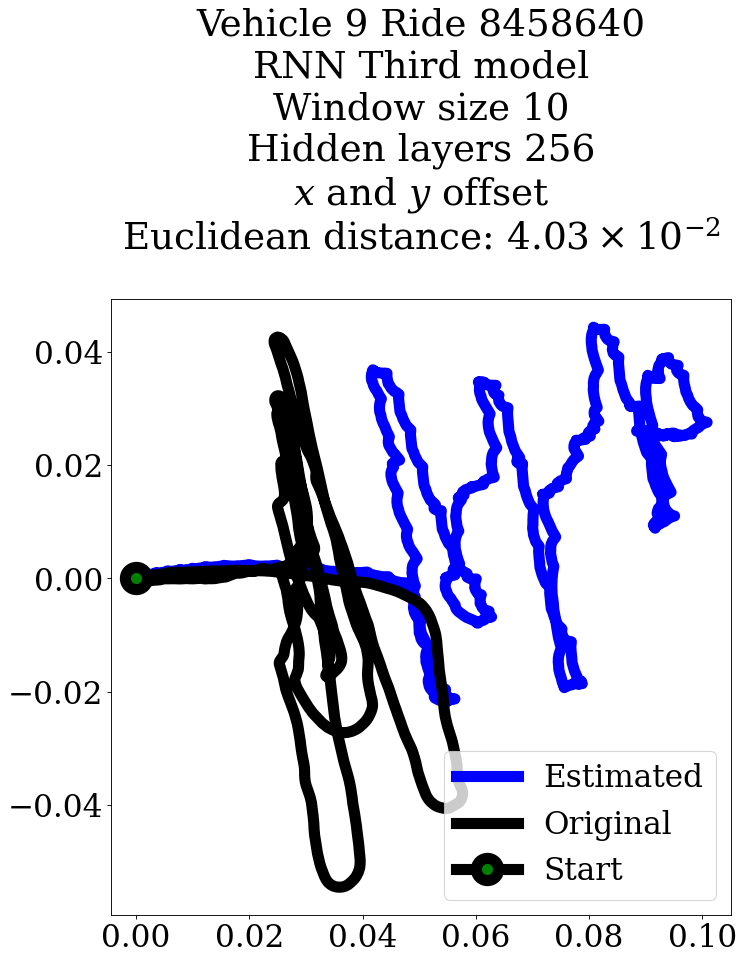 Vehicle 9 Ride 8458640
RNN Third model
Window size 10
Hidden layers 256
x and y offset
Euclidean distance: 4.03 × 10⁻²
0.04
0.02
0.00
−0.02
−0.04
Estimated
Original
Start
0.00 0.02 0.04 0.06 0.08 0.10